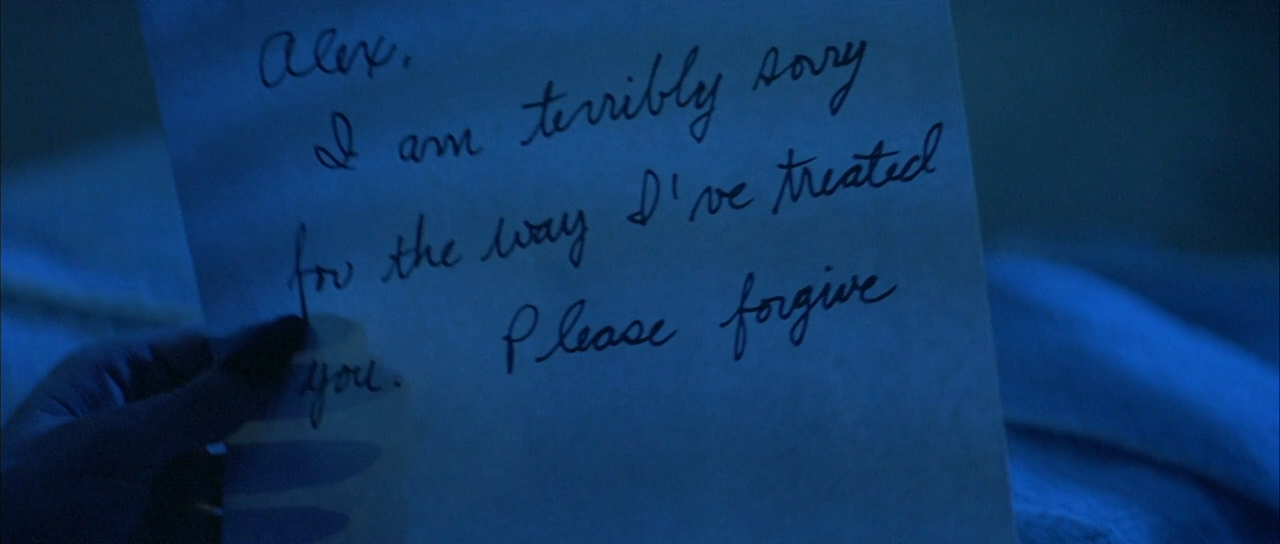 Alex,
I am terribly sorry
for the way I've treated
you. Please forgive